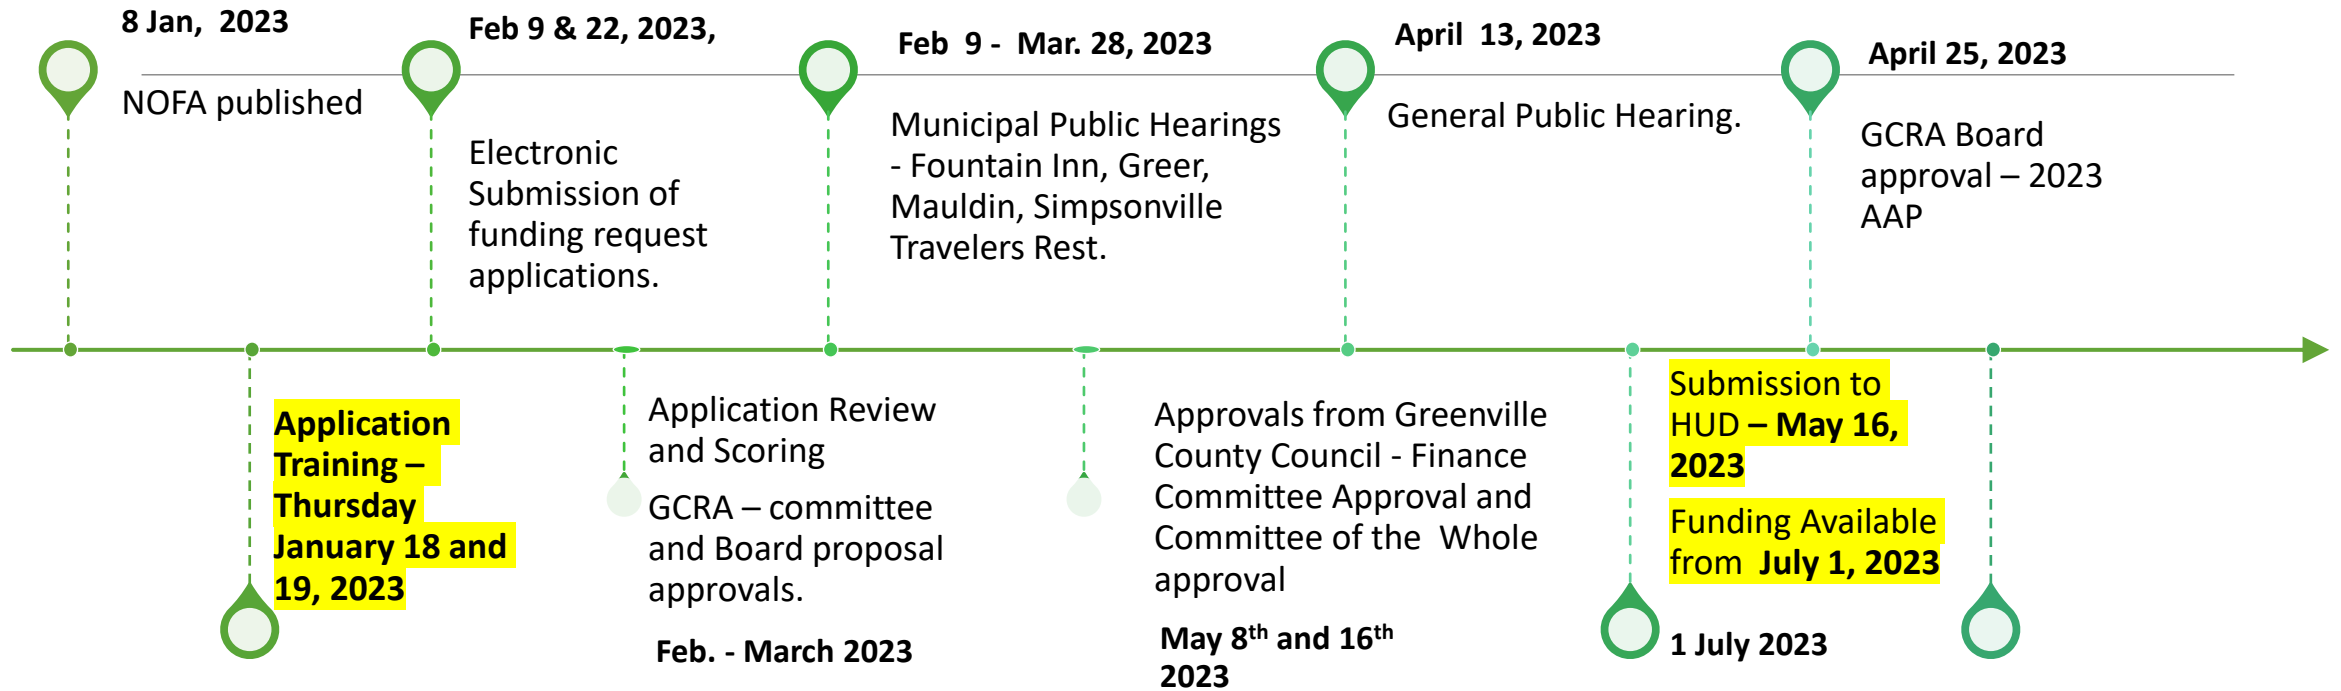 8 Jan, 2023
NOFA published
Feb 9 & 22, 2023,
Electronic
Submission of
funding request
applications.
Feb 9 - Mar. 28, 2023
Municipal Public Hearings
- Fountain Inn, Greer,
Mauldin, Simpsonville
Travelers Rest.
April 13, 2023
General Public Hearing.
April 25, 2023
GCRA Board
approval – 2023
AAP
Application
Training –
Thursday
January 18 and
19, 2023
Application Review
and Scoring
GCRA – committee
and Board proposal
approvals.
Feb. - March 2023
Approvals from Greenville
County Council - Finance
Committee Approval and
Committee of the Whole
approval
May 8th and 16th
2023
Submission to
HUD – May 16,
2023
Funding Available
from July 1, 2023
1 July 2023